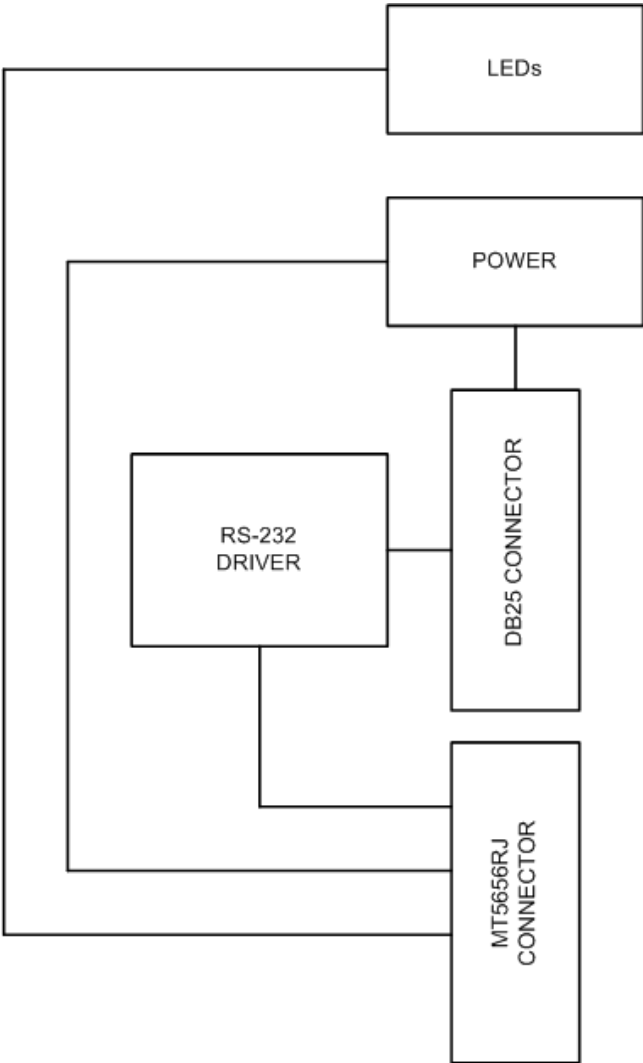 LEDs
POWER
RS-232
DRIVER
DB25 CONNECTOR
MT5656RJ
CONNECTOR